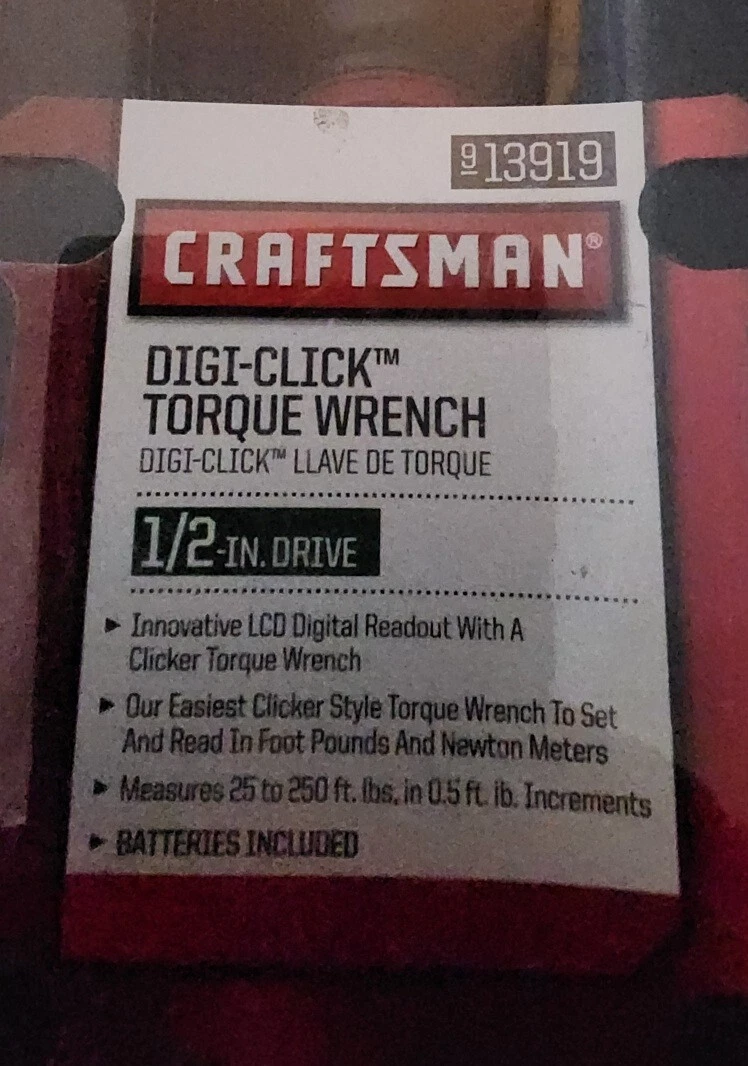 9 13919
CRAFTSMAN®
DIGI-CLICK™
TORQUE WRENCH
DIGI-CLICK™ LLAVE DE TORQUE
1/2-IN. DRIVE
► Innovative LCD Digital Readout With A
Clicker Torque Wrench
► Our Easiest Clicker Style Torque Wrench To Set
And Read In Foot Pounds And Newton Meters
► Measures 25 to 250 ft. lbs. in 0.5 ft. lb. Increments
► BATTERIES INCLUDED